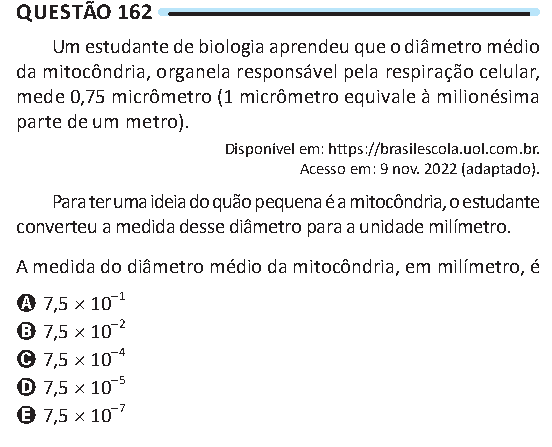 QUESTÃO 162
Um estudante de biologia aprendeu que o diâmetro médio
da mitocôndria, organela responsável pela respiração celular,
mede 0,75 micrômetro (1 micrômetro equivale à milionésima
parte de um metro).
Disponível em: https://brasilescola.uol.com.br.
Acesso em: 9 nov. 2022 (adaptado).
Para ter uma ideia do quão pequena é a mitocôndria, o estudante
converteu a medida desse diâmetro para a unidade milímetro.
A medida do diâmetro médio da mitocôndria, em milímetro, é
A 7,5 × 10⁻¹
B 7,5 × 10⁻²
C 7,5 × 10⁻⁴
D 7,5 × 10⁻⁵
E 7,5 × 10⁻⁷